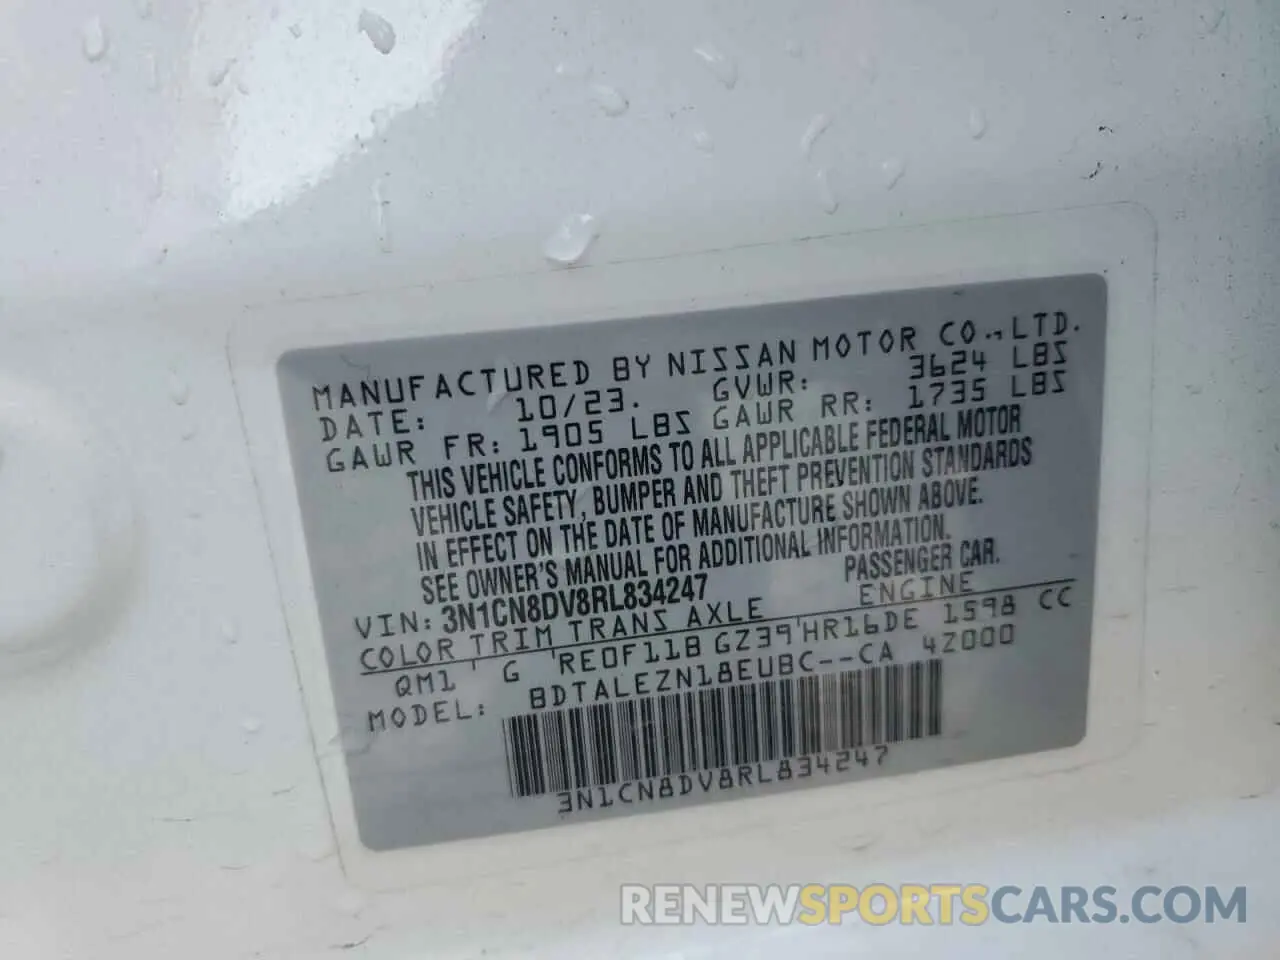 MANUFACTURED BY NISSAN MOTOR CO.,LTD.
DATE: 10/23. GVWR: 3624 LBS
GAWR FR: 1905 LBS GAWR RR: 1735 LBS
THIS VEHICLE CONFORMS TO ALL APPLICABLE FEDERAL MOTOR
VEHICLE SAFETY, BUMPER AND THEFT PREVENTION STANDARDS
IN EFFECT ON THE DATE OF MANUFACTURE SHOWN ABOVE.
SEE OWNER'S MANUAL FOR ADDITIONAL INFORMATION.
VIN: 3N1CN8DV8RL834247 PASSENGER CAR.
COLOR TRIM TRANS AXLE ENGINE
QM1 ' G 'RE0F11B GZ39'HR16DE 1598 CC
MODEL: BDTALEZN18EUBC--CA 42000
3N1CN8DV8RL834247
RENEWSPORTSCARS.COM